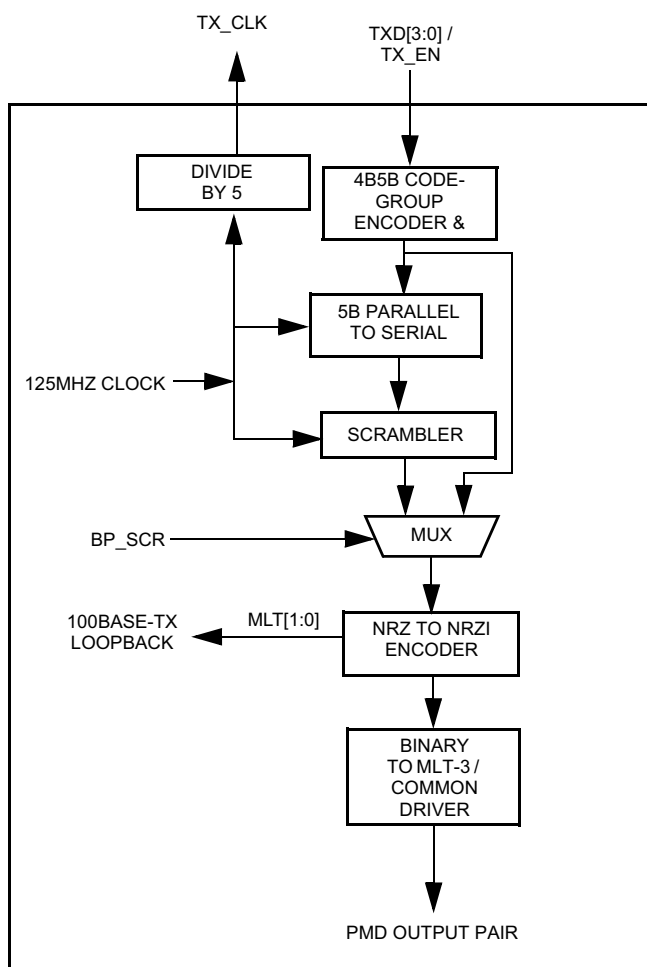 TX_CLK
TXD[3:0] /
TX_EN
DIVIDE
BY 5
4B5B CODE-
GROUP
ENCODER &
5B PARALLEL
TO SERIAL
125MHZ CLOCK
SCRAMBLER
BP_SCR
MUX
100BASE-TX
LOOPBACK
MLT[1:0]
NRZ TO NRZI
ENCODER
BINARY
TO MLT-3 /
COMMON
DRIVER
PMD OUTPUT PAIR